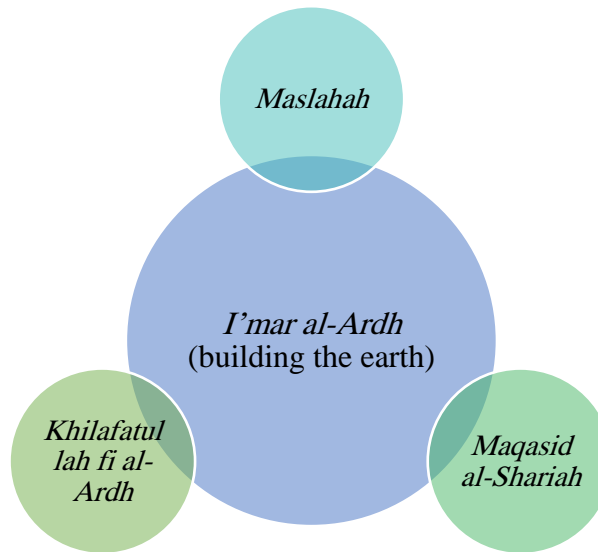 Maslahah
I’mar al-Ardh
(building the earth)
Khilafatul
lah fi al-
Ardh
Maqasid
al-Shariah